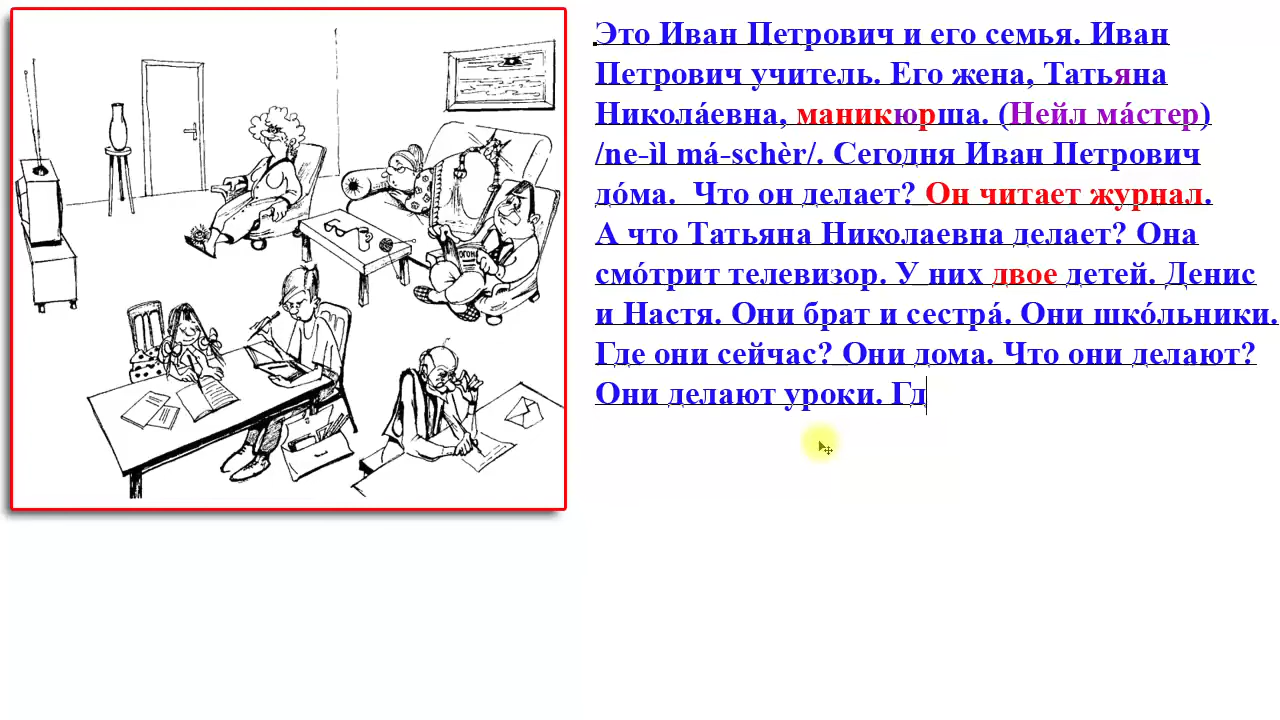 Это Иван Петрович и его семья. Иван
Петрович учитель. Его жена, Татьяна
Никола́евна, маникюрша. (Нейл ма́стер)
/ne-ìl má-schèr/. Сегодня Иван Петрович
до́ма.  Что он делает? Он читает журнал.
А что Татьяна Николаевна делает? Она
смо́трит телевизор. У них двое детей. Денис
и Настя. Они брат и сестра́. Они шко́льники.
Где они сейчас? Они дома. Что они делают?
Они делают уроки. Гд